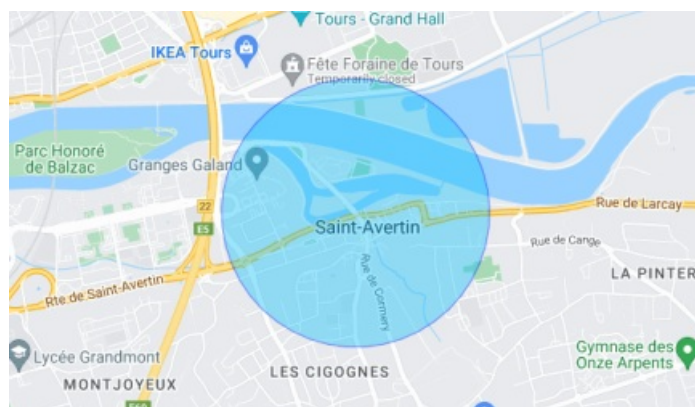 Tours - Grand Hall
IKEA Tours
Fête Foraine de Tours
Temporarily closed
Parc Honoré
de Balzac
Granges Galand
22
E5
Saint-Avertin
Rue de Larcay
Rue de Cange
Rte de Saint-Avertin
Rue de Cormery
LA PINTER
Lycée Grandmont
Gymnase des
Onze Arpents
LES CIGOGNES
MONTJOYEUX